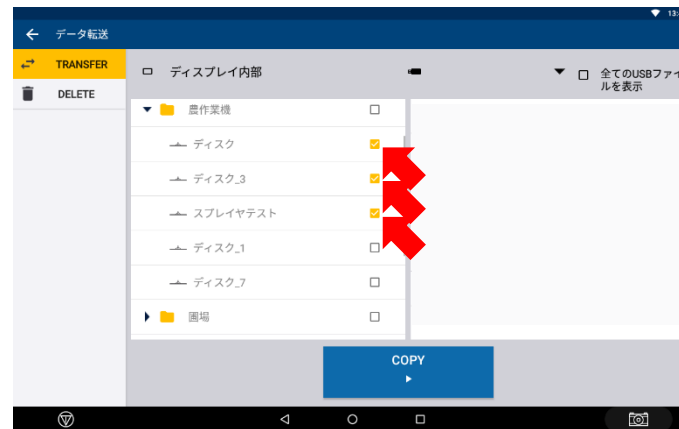 13:
データ転送
TRANSFER
DELETE
ディスプレイ内部
全てのUSBファイ
ルを表示
農作業機
ディスク
ディスク_3
スプレイヤテスト
ディスク_1
ディスク_7
圃場
COPY